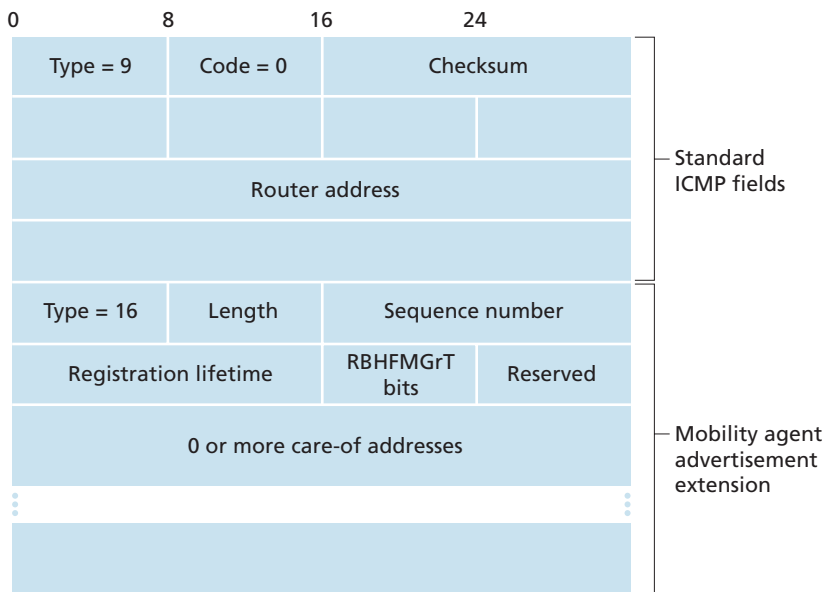 0 8 16 24
Type = 9 Code = 0 Checksum
Router address
Standard
ICMP fields
Type = 16 Length Sequence number
Registration lifetime RBHFMGrT
bits Reserved
0 or more care-of addresses
Mobility agent
advertisement
extension